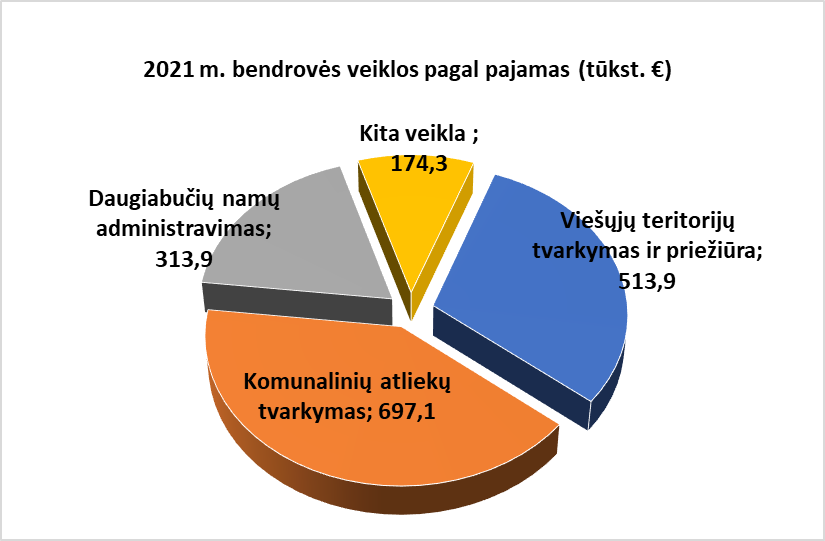 2021 m. bendrovės veiklos pagal pajamas (tūkst. €)
Kita veikla ;
174,3
Daugiabučių namų
administravimas;
313,9
Viešųjų teritorijų
tvarkymas ir priežiūra;
513,9
Komunalinių atliekų
tvarkymas; 697,1